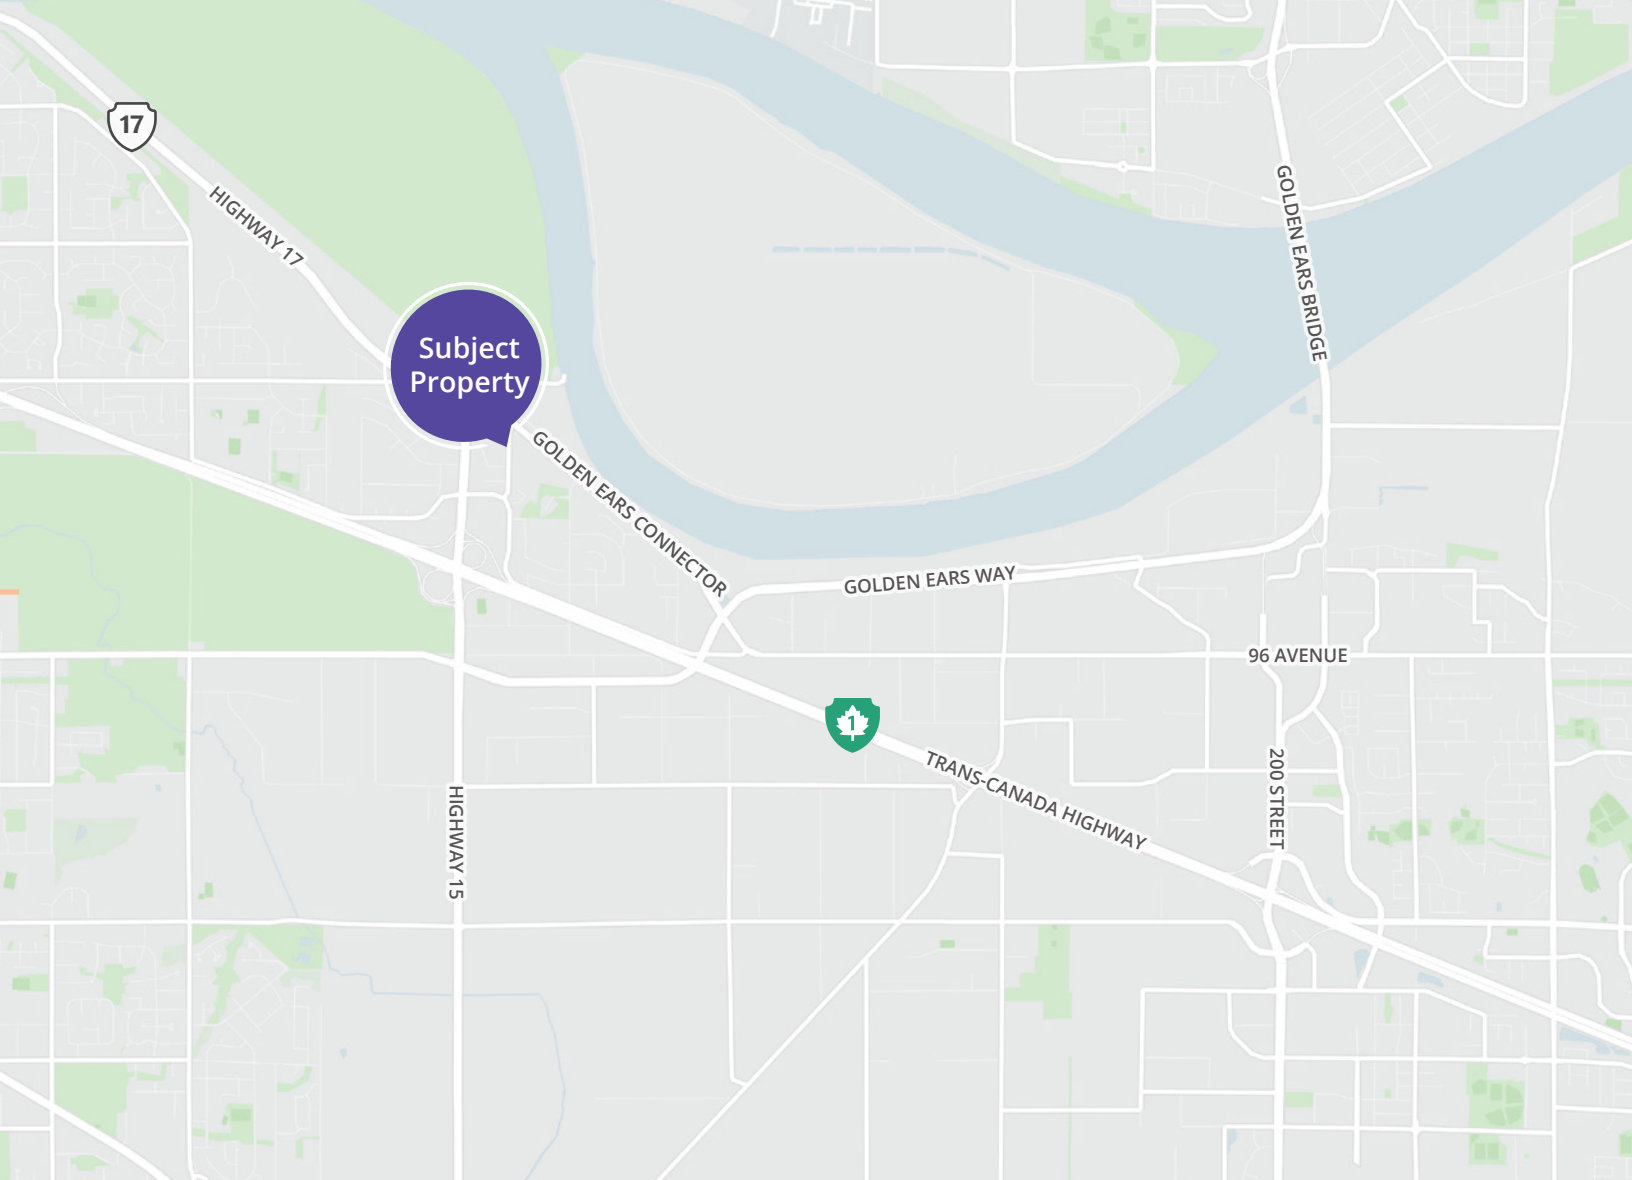 17
HIGHWAY 17
GOLDEN EARS BRIDGE
Subject
Property
GOLDEN EARS CONNECTOR
GOLDEN EARS WAY
96 AVENUE
1
TRANS-CANADA HIGHWAY
200 STREET
HIGHWAY 15